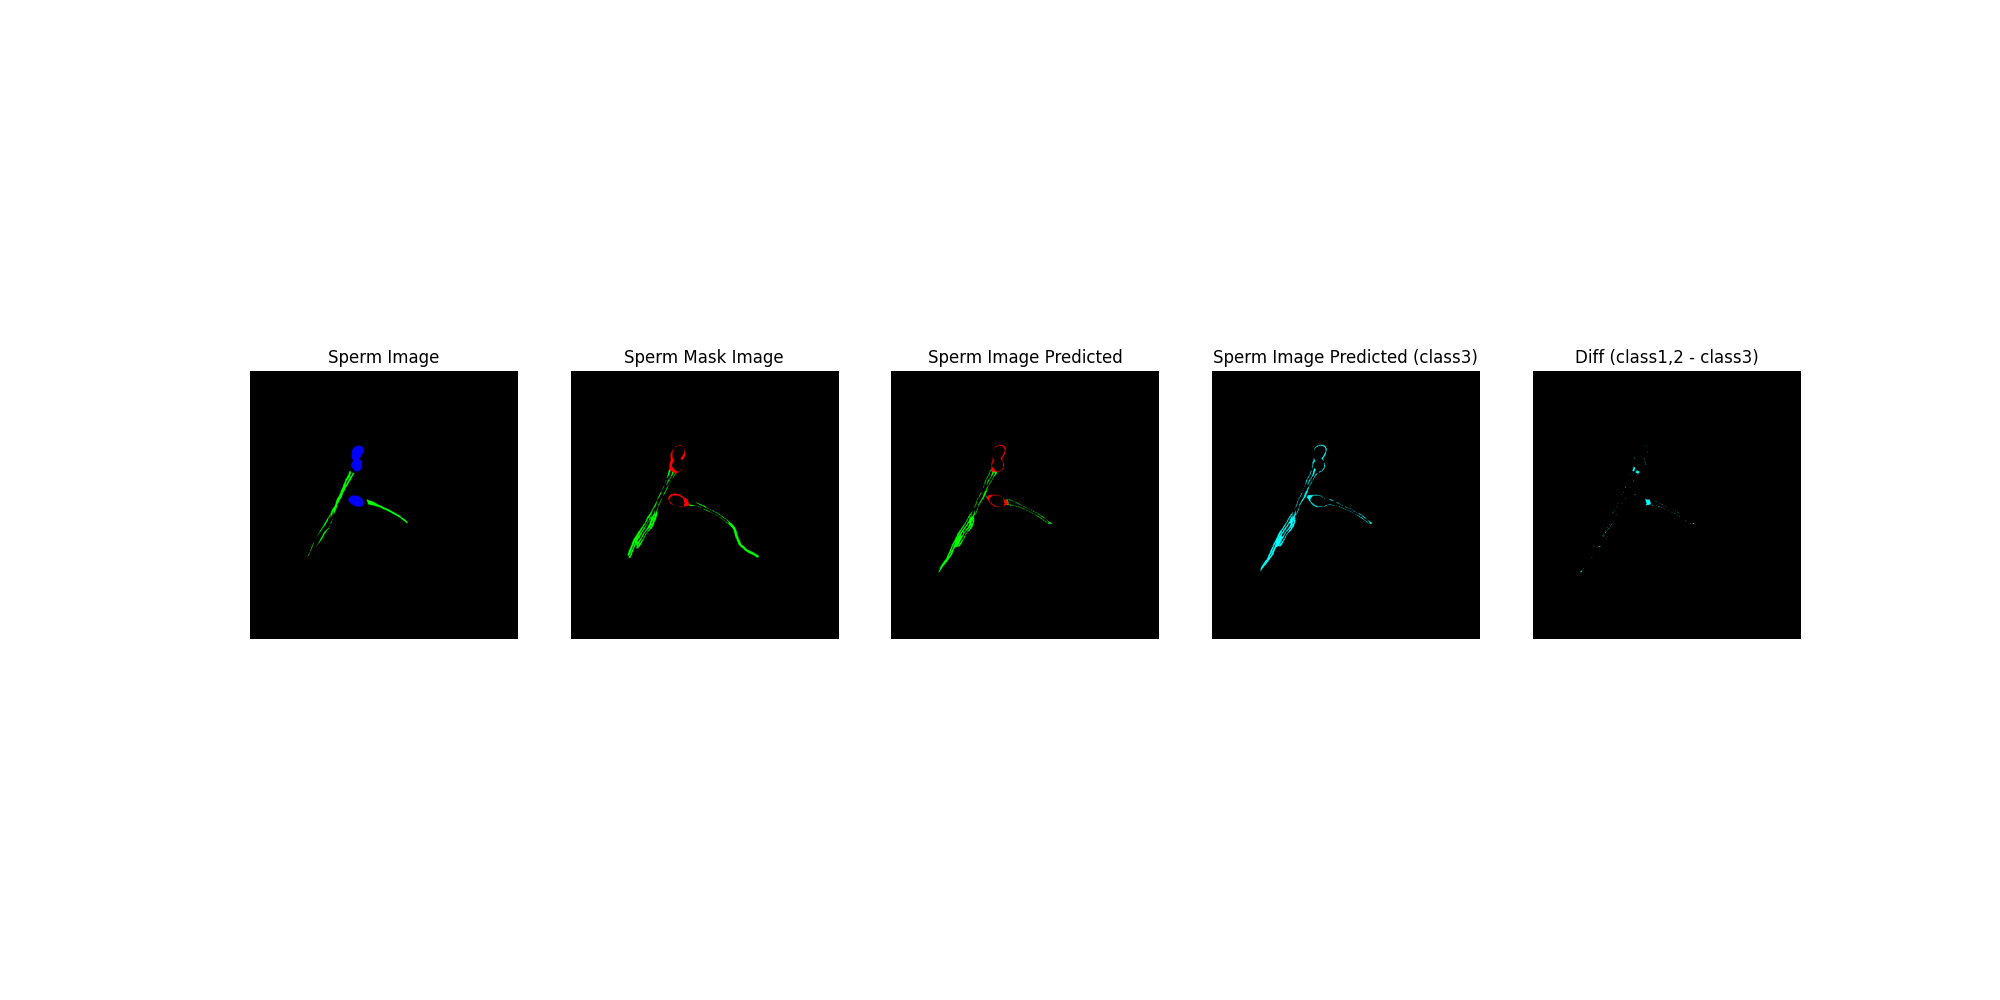 Sperm Image
Sperm Mask Image
Sperm Image Predicted
Sperm Image Predicted (class3)
Diff (class1,2 - class3)